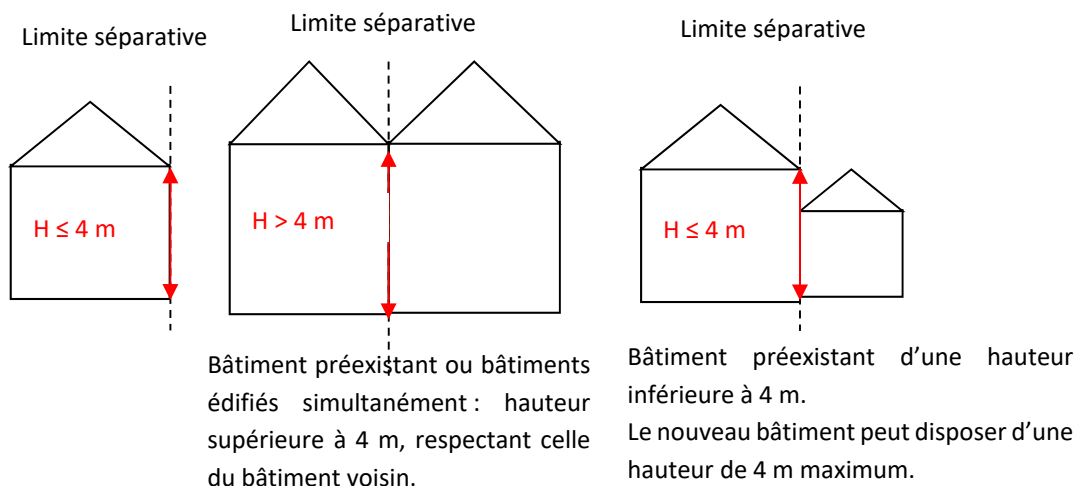 Limite séparative
Limite séparative
Limite séparative
H ≤ 4 m
H > 4 m
H ≤ 4 m
Bâtiment préexistant ou bâtiments
édifiés simultanément : hauteur
supérieure à 4 m, respectant celle
du bâtiment voisin.
Bâtiment préexistant d’une hauteur
inférieure à 4 m.
Le nouveau bâtiment peut disposer d’une
hauteur de 4 m maximum.